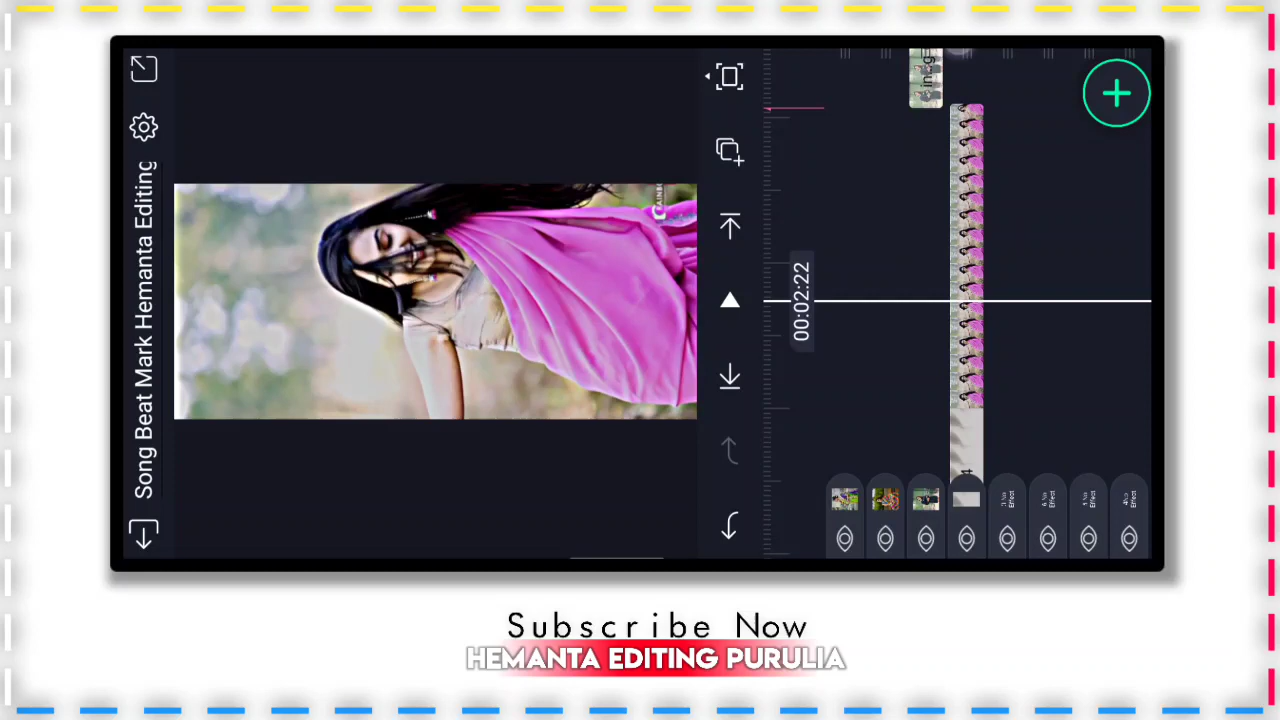 Song Beat Mark Hemanta Editing
00:02:22
Subscribe Now
HEMANTA EDITING PURULIA